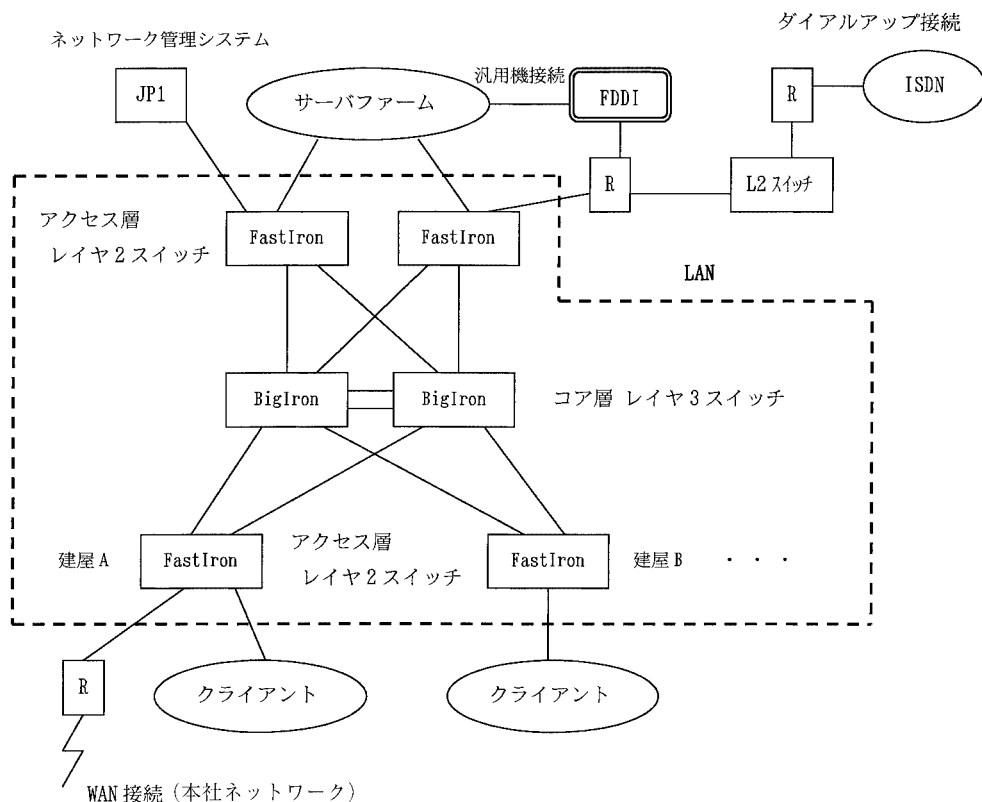 ダイアルアップ接続
ネットワーク管理システム
汎用機接続
JP1
サーバファーム
FDDI
R
ISDN
R
L2 スイッチ
アクセス層
レイヤ2スイッチ
FastIron
FastIron
LAN
BigIron
BigIron
コア層 レイヤ3スイッチ
建屋A
FastIron
アクセス層
レイヤ2スイッチ
FastIron
建屋B
・ ・ ・
R
クライアント
クライアント
WAN 接続 (本社ネットワーク)